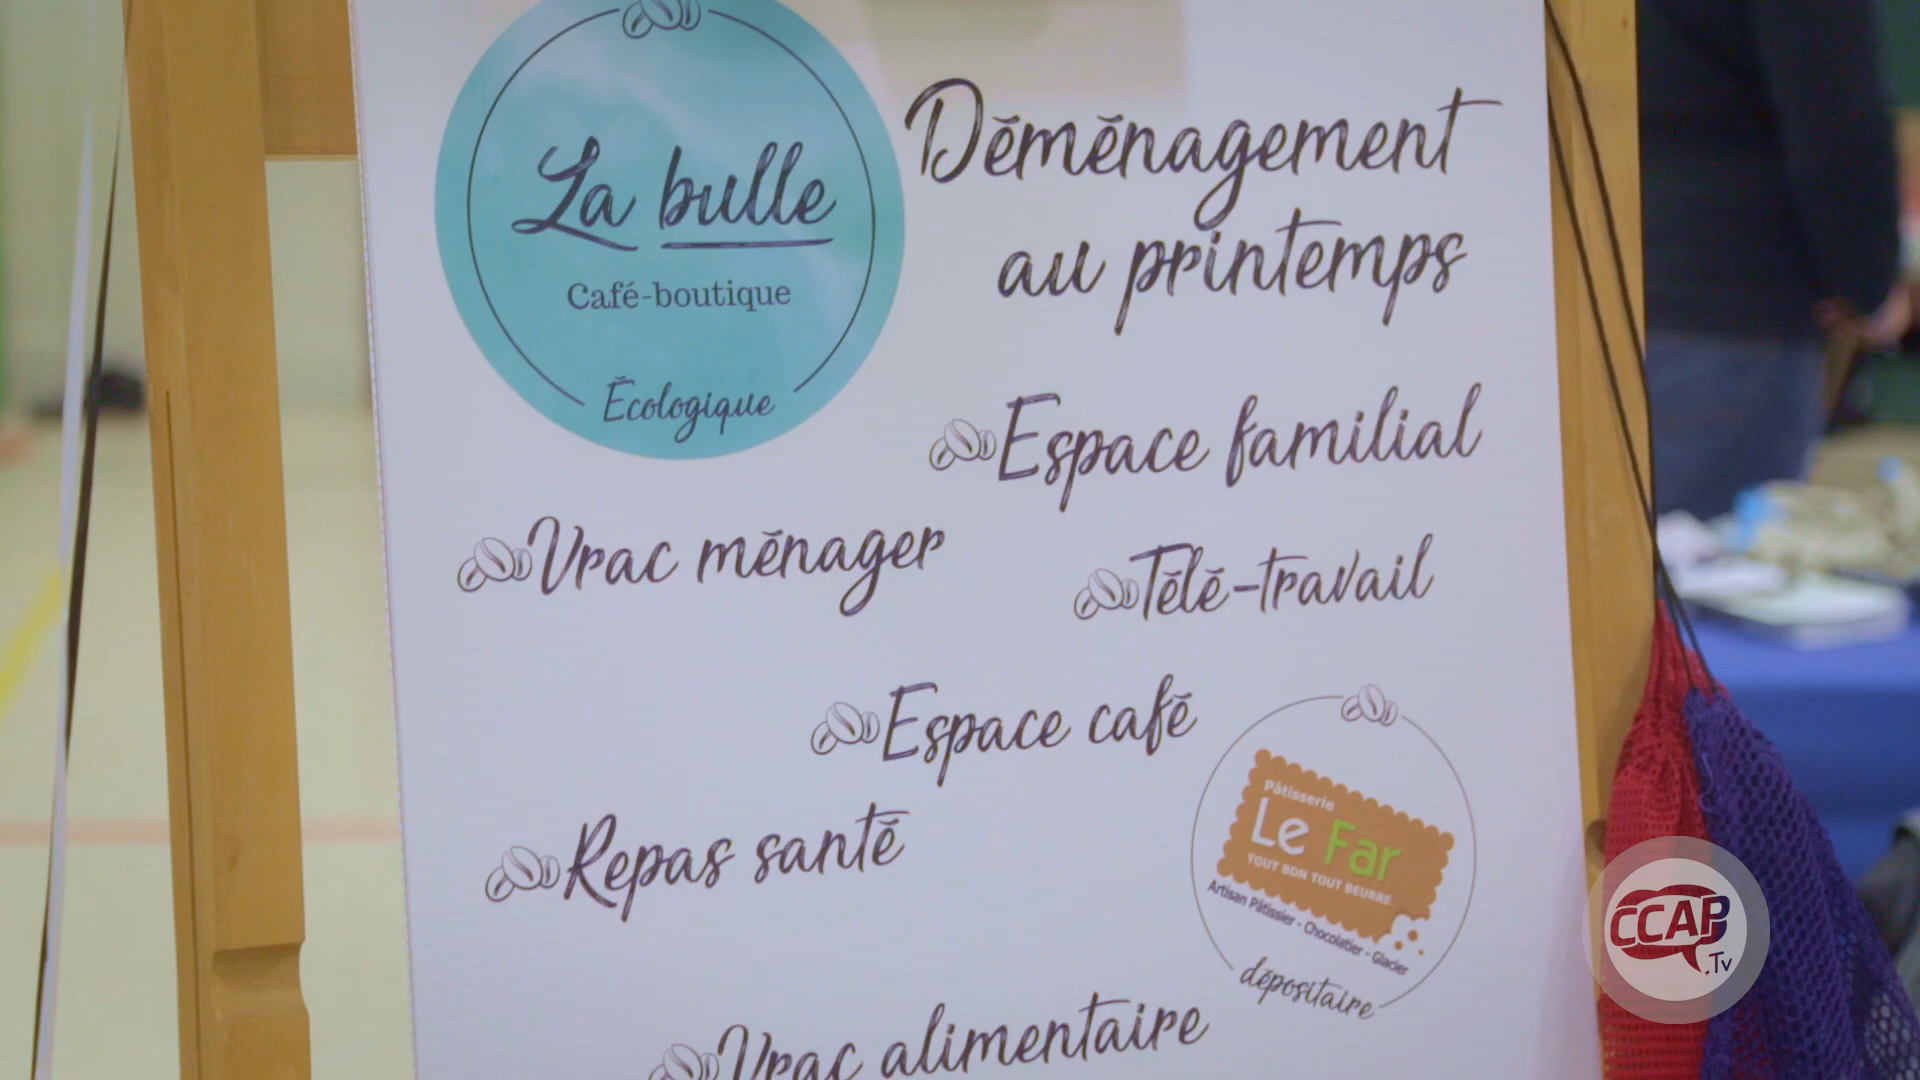 La bulle
Café-boutique
Écologique
Déménagement
au printemps
Espace familial
Vrac ménager
Télé-travail
Espace café
Repas santé
Pâtisserie
Le Far
TOUT BON TOUT BEURRE
Artisan Pâtissier - Chocolatier - Glacier
dépositaire
Vrac alimentaire
CCAP
.Tv